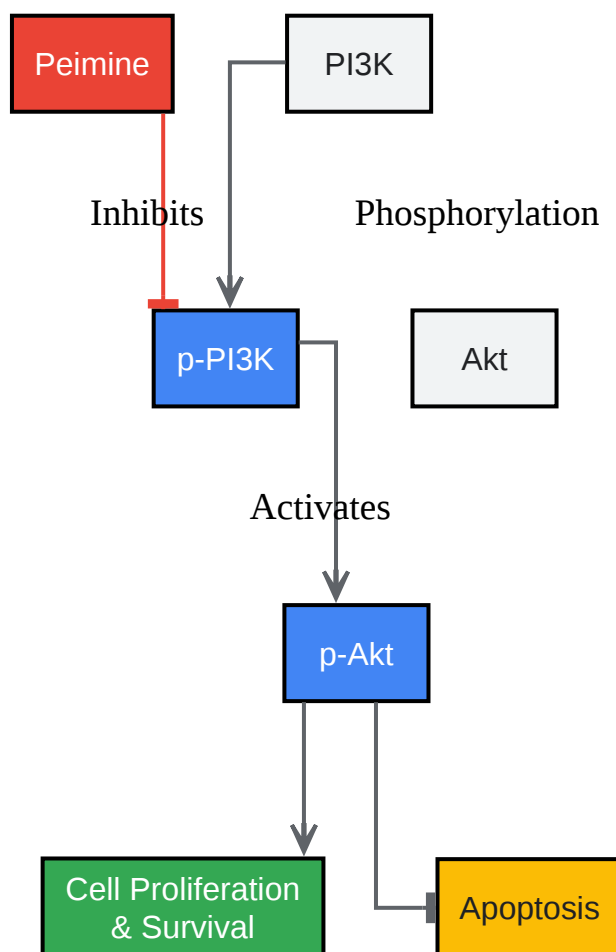 Peimine
PI3K
Inhibits
Phosphorylation
p-PI3K
Akt
Activates
p-Akt
Cell Proliferation
& Survival
Apoptosis